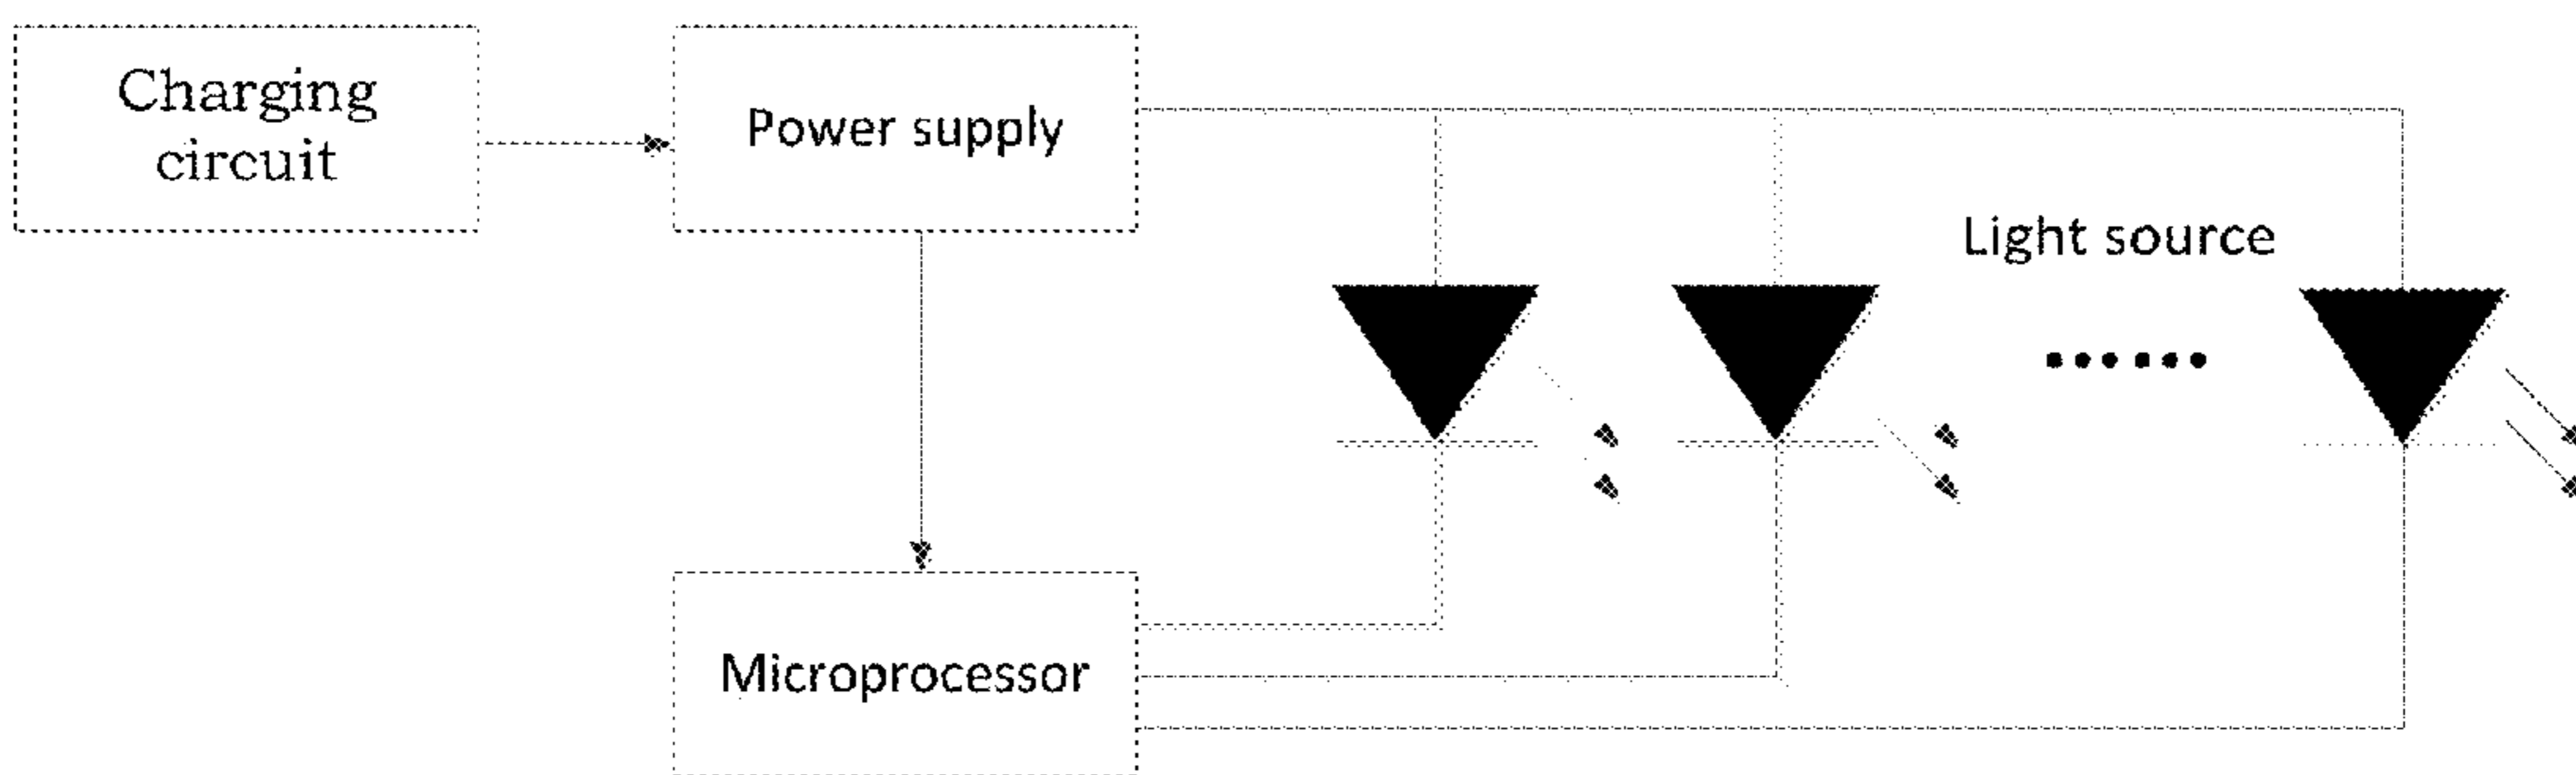 Charging
circuit
Power supply
Light source
Microprocessor